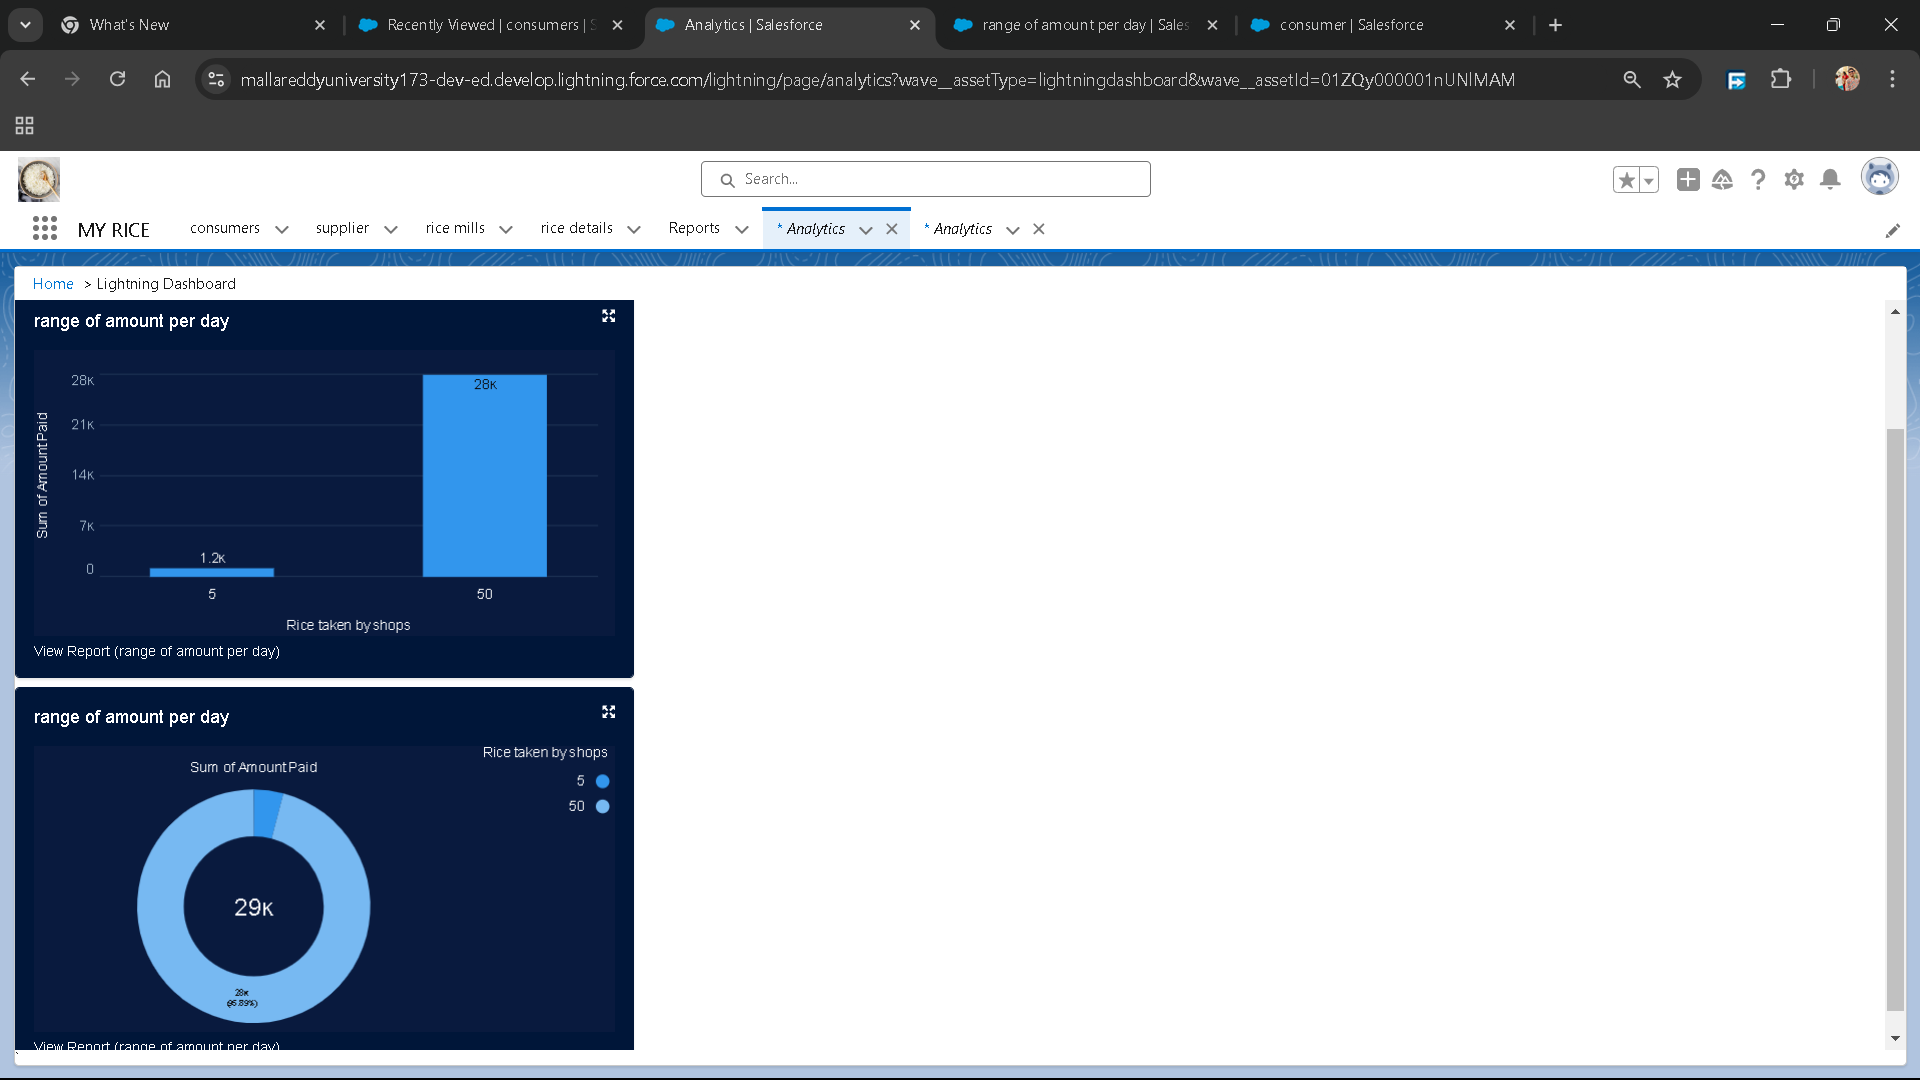 What's New
Recently Viewed | consumers | S
Analytics | Salesforce
range of amount per day | Sales
consumer | Salesforce
mallareddyuniversity173-dev-ed.develop.lightning.force.com/lightning/page/analytics?wave__assetType=lightningdashboard&wave__assetId=01ZQy000001nUNlMAM
Search...
MY RICE
consumers
supplier
rice mills
rice details
Reports
* Analytics
* Analytics
Home > Lightning Dashboard
range of amount per day
Sum of Amount Paid
28K
21K
14K
7K
0
28K
1.2K
5
50
Rice taken by shops
View Report (range of amount per day)
range of amount per day
Rice taken by shops
Sum of Amount Paid
5
50
29K
28K
(95.89%)
View Report (range of amount per day)